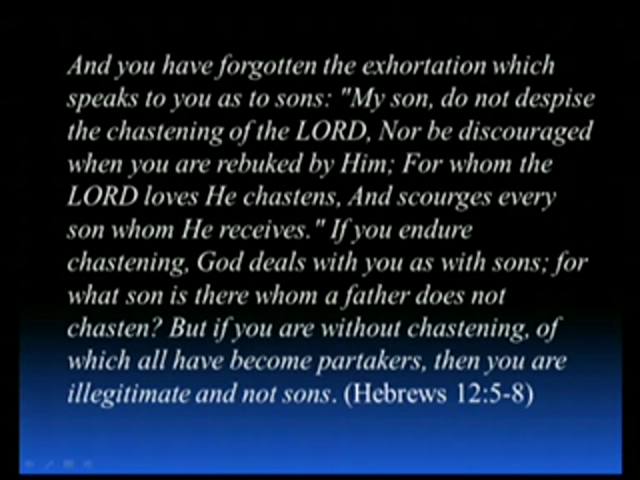 And you have forgotten the exhortation which
speaks to you as to sons: "My son, do not despise
the chastening of the LORD, Nor be discouraged
when you are rebuked by Him; For whom the
LORD loves He chastens, And scourges every
son whom He receives." If you endure
chastening, God deals with you as with sons; for
what son is there whom a father does not
chasten? But if you are without chastening, of
which all have become partakers, then you are
illegitimate and not sons. (Hebrews 12:5-8)